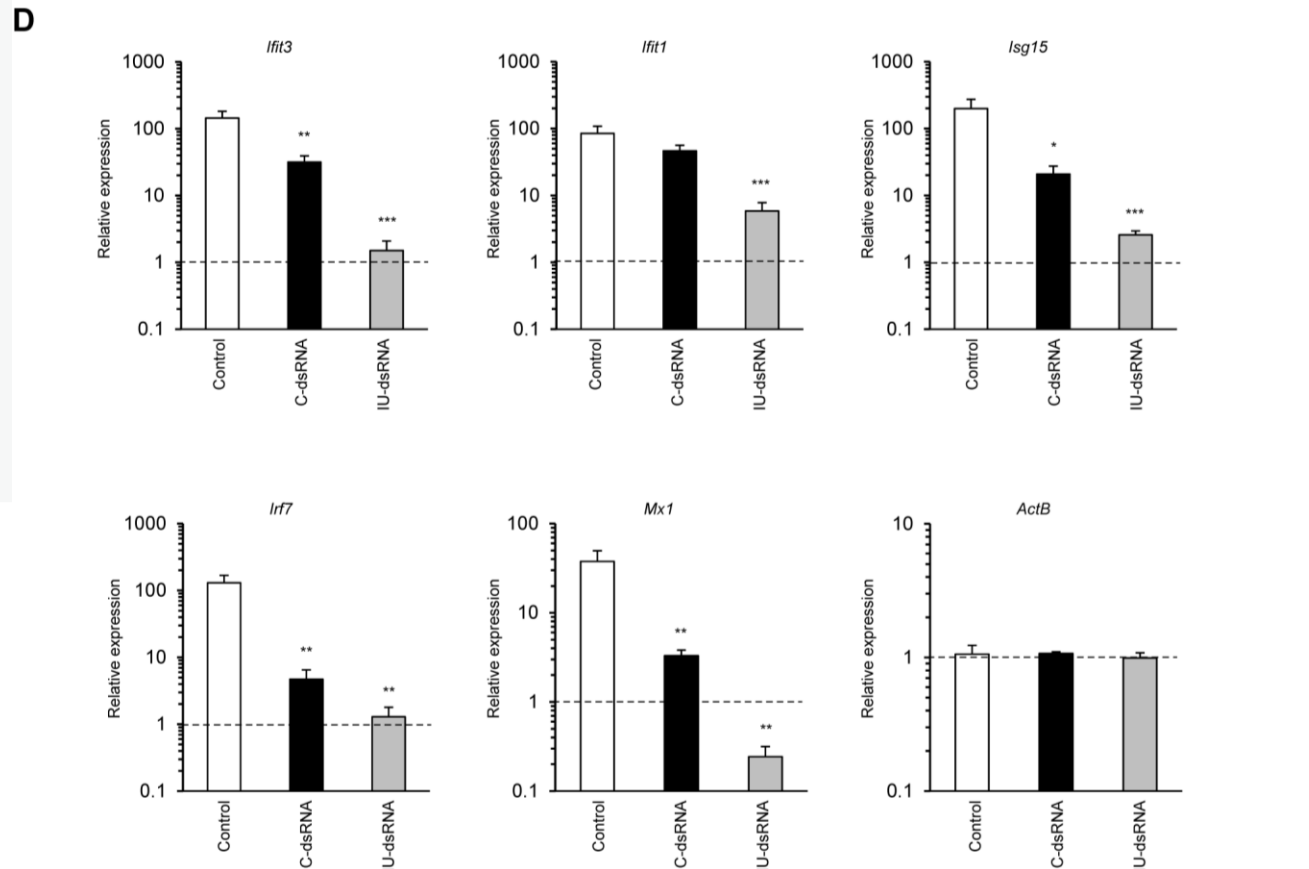 D
Ifit3
Ifit1
Isg15
Relative expression
1000
100
10
1
0.1
**
***
Control
C-dsRNA
IU-dsRNA
Relative expression
1000
100
10
1
0.1
***
Control
C-dsRNA
IU-dsRNA
Relative expression
1000
100
10
1
0.1
*
***
Control
C-dsRNA
IU-dsRNA
Irf7
Mx1
ActB
Relative expression
1000
100
10
1
0.1
**
**
Control
C-dsRNA
U-dsRNA
Relative expression
100
10
1
0.1
**
**
Control
C-dsRNA
U-dsRNA
Relative expression
10
1
0.1
Control
C-dsRNA
U-dsRNA